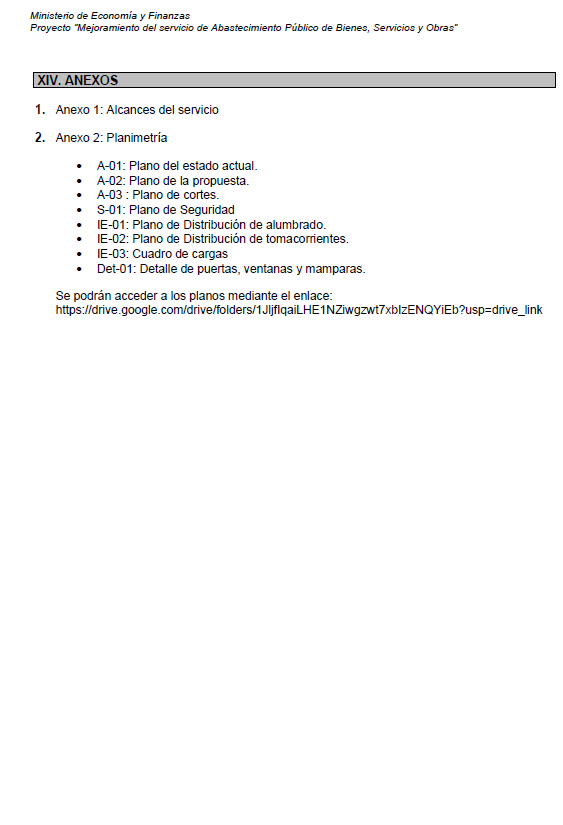 Ministerio de Economía y Finanzas
Proyecto "Mejoramiento del servicio de Abastecimiento Público de Bienes, Servicios y Obras"
XIV. ANEXOS
1. Anexo 1: Alcances del servicio
2. Anexo 2: Planimetría
• A-01: Plano del estado actual.
• A-02: Plano de la propuesta.
• A-03 : Plano de cortes.
• S-01: Plano de Seguridad
• IE-01: Plano de Distribución de alumbrado.
• IE-02: Plano de Distribución de tomacorrientes.
• IE-03: Cuadro de cargas
• Det-01: Detalle de puertas, ventanas y mamparas.
Se podrán acceder a los planos mediante el enlace:
https://drive.google.com/drive/folders/1JljfIqaiLHE1NZiwgzwt7xbIzENQYiEb?usp=drive_link